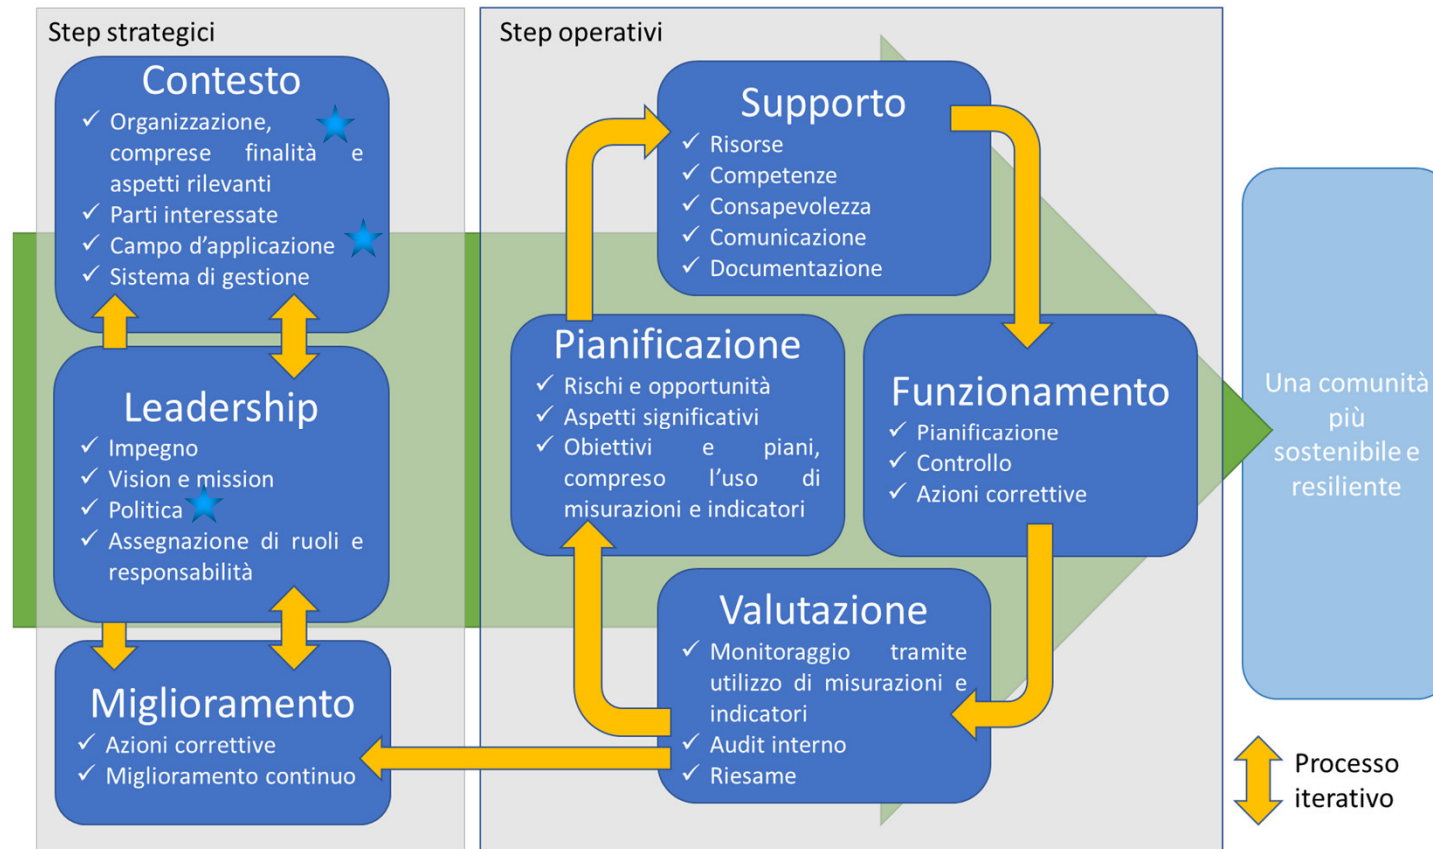 Step strategici
Contesto
✓ Organizzazione,
comprese finalità e
aspetti rilevanti
✓ Parti interessate
✓ Campo d'applicazione
✓ Sistema di gestione
Leadership
✓ Impegno
✓ Vision e mission
✓ Politica
✓ Assegnazione di ruoli e
responsabilità
Miglioramento
✓ Azioni correttive
✓ Miglioramento continuo
Step operativi
Supporto
✓ Risorse
✓ Competenze
✓ Consapevolezza
✓ Comunicazione
✓ Documentazione
Pianificazione
✓ Rischi e opportunità
✓ Aspetti significativi
✓ Obiettivi e piani,
compreso l'uso di
misurazioni e indicatori
Funzionamento
✓ Pianificazione
✓ Controllo
✓ Azioni correttive
Valutazione
✓ Monitoraggio tramite
utilizzo di misurazioni e
indicatori
✓ Audit interno
✓ Riesame
Una comunità
più
sostenibile e
resiliente
Processo
iterativo